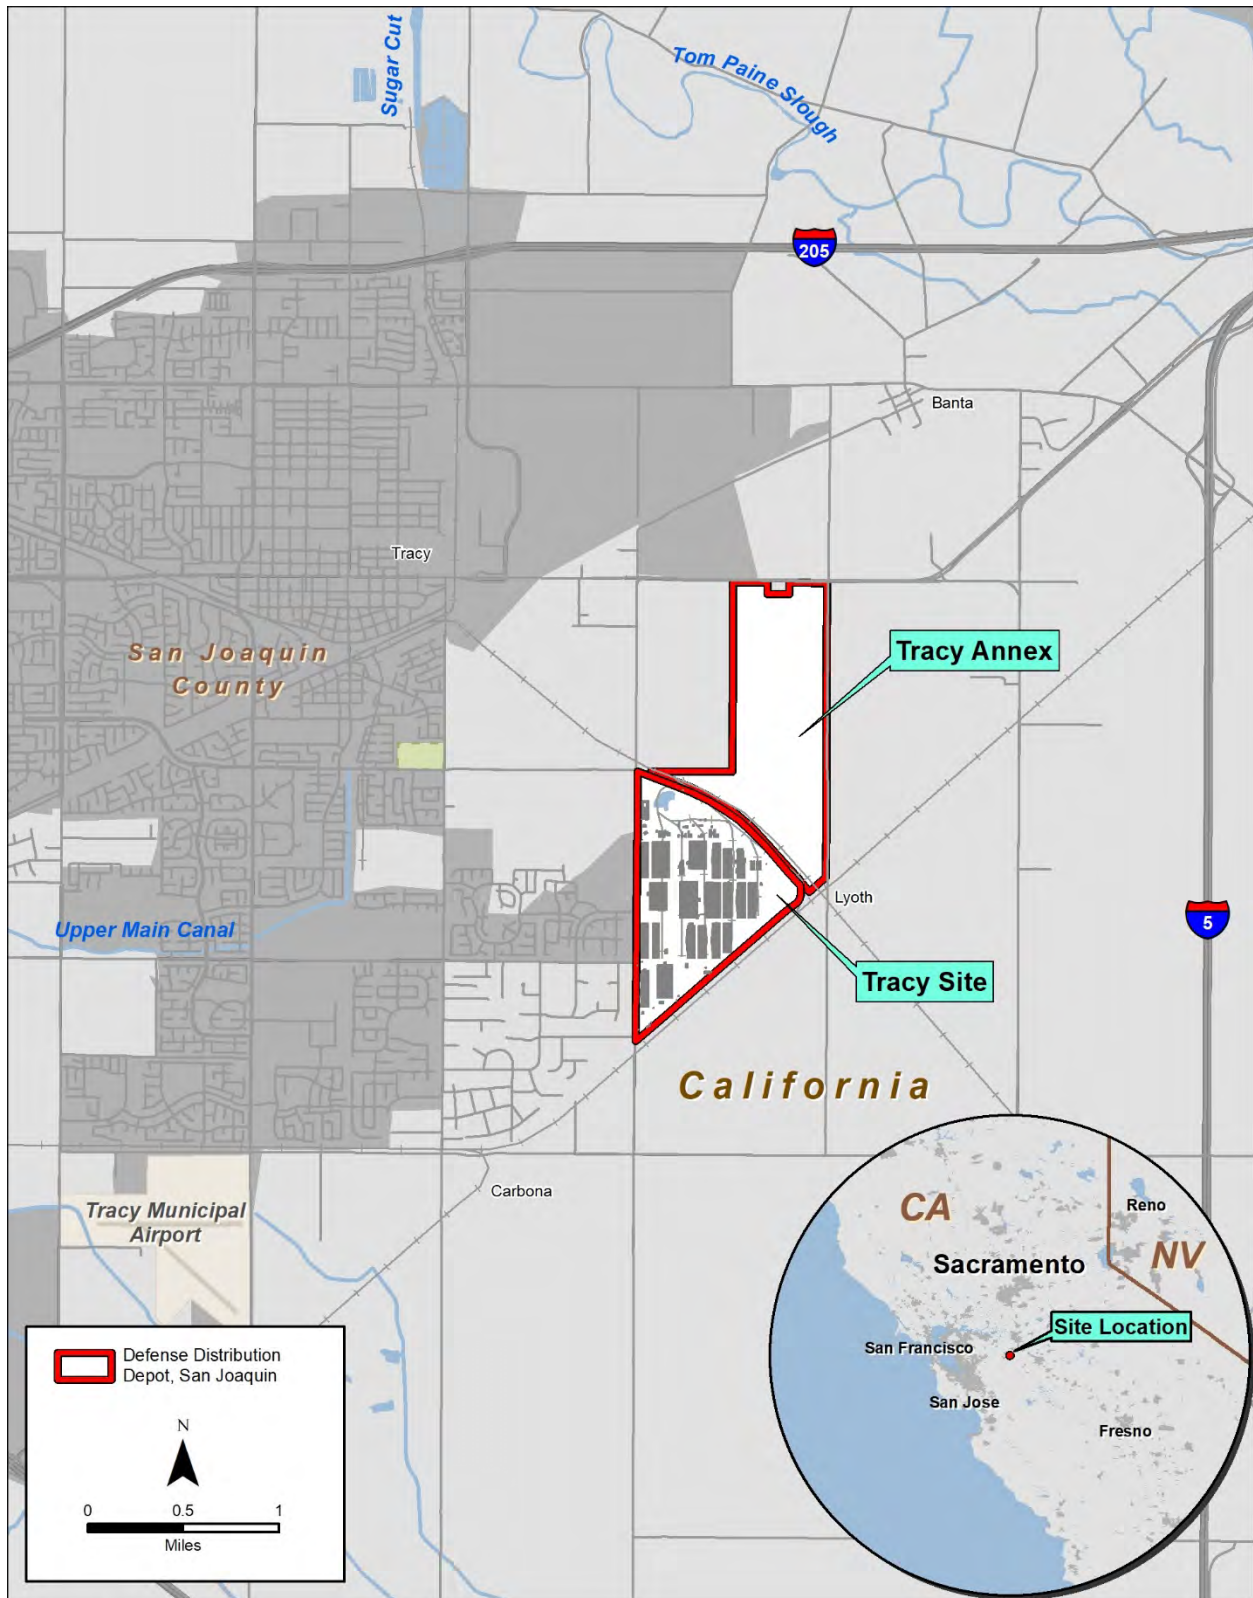 Sugar Cut
Tom Paine Slough
205
Banta
Tracy
San Joaquin
County
Tracy Annex
Lyoth
Upper Main Canal
5
Tracy Site
California
Carbona
Tracy Municipal
Airport
CA
Reno
NV
Sacramento
Site Location
San Francisco
San Jose
Fresno
Defense Distribution
Depot, San Joaquin
N
0 0.5 1
Miles